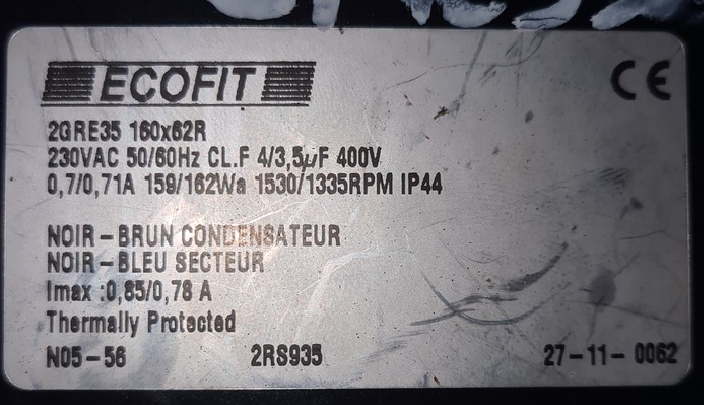 ECOFIT
CE
2GRE35 160x62R
230VAC 50/60Hz CL.F 4/3,5µF 400V
0,7/0,71A 159/162Wa 1530/1335RPM IP44
NOIR-BRUN CONDENSATEUR
NOIR-BLEU SECTEUR
Imax :0,85/0,78 A
Thermally Protected
N05-56 2RS935 27-11-0062